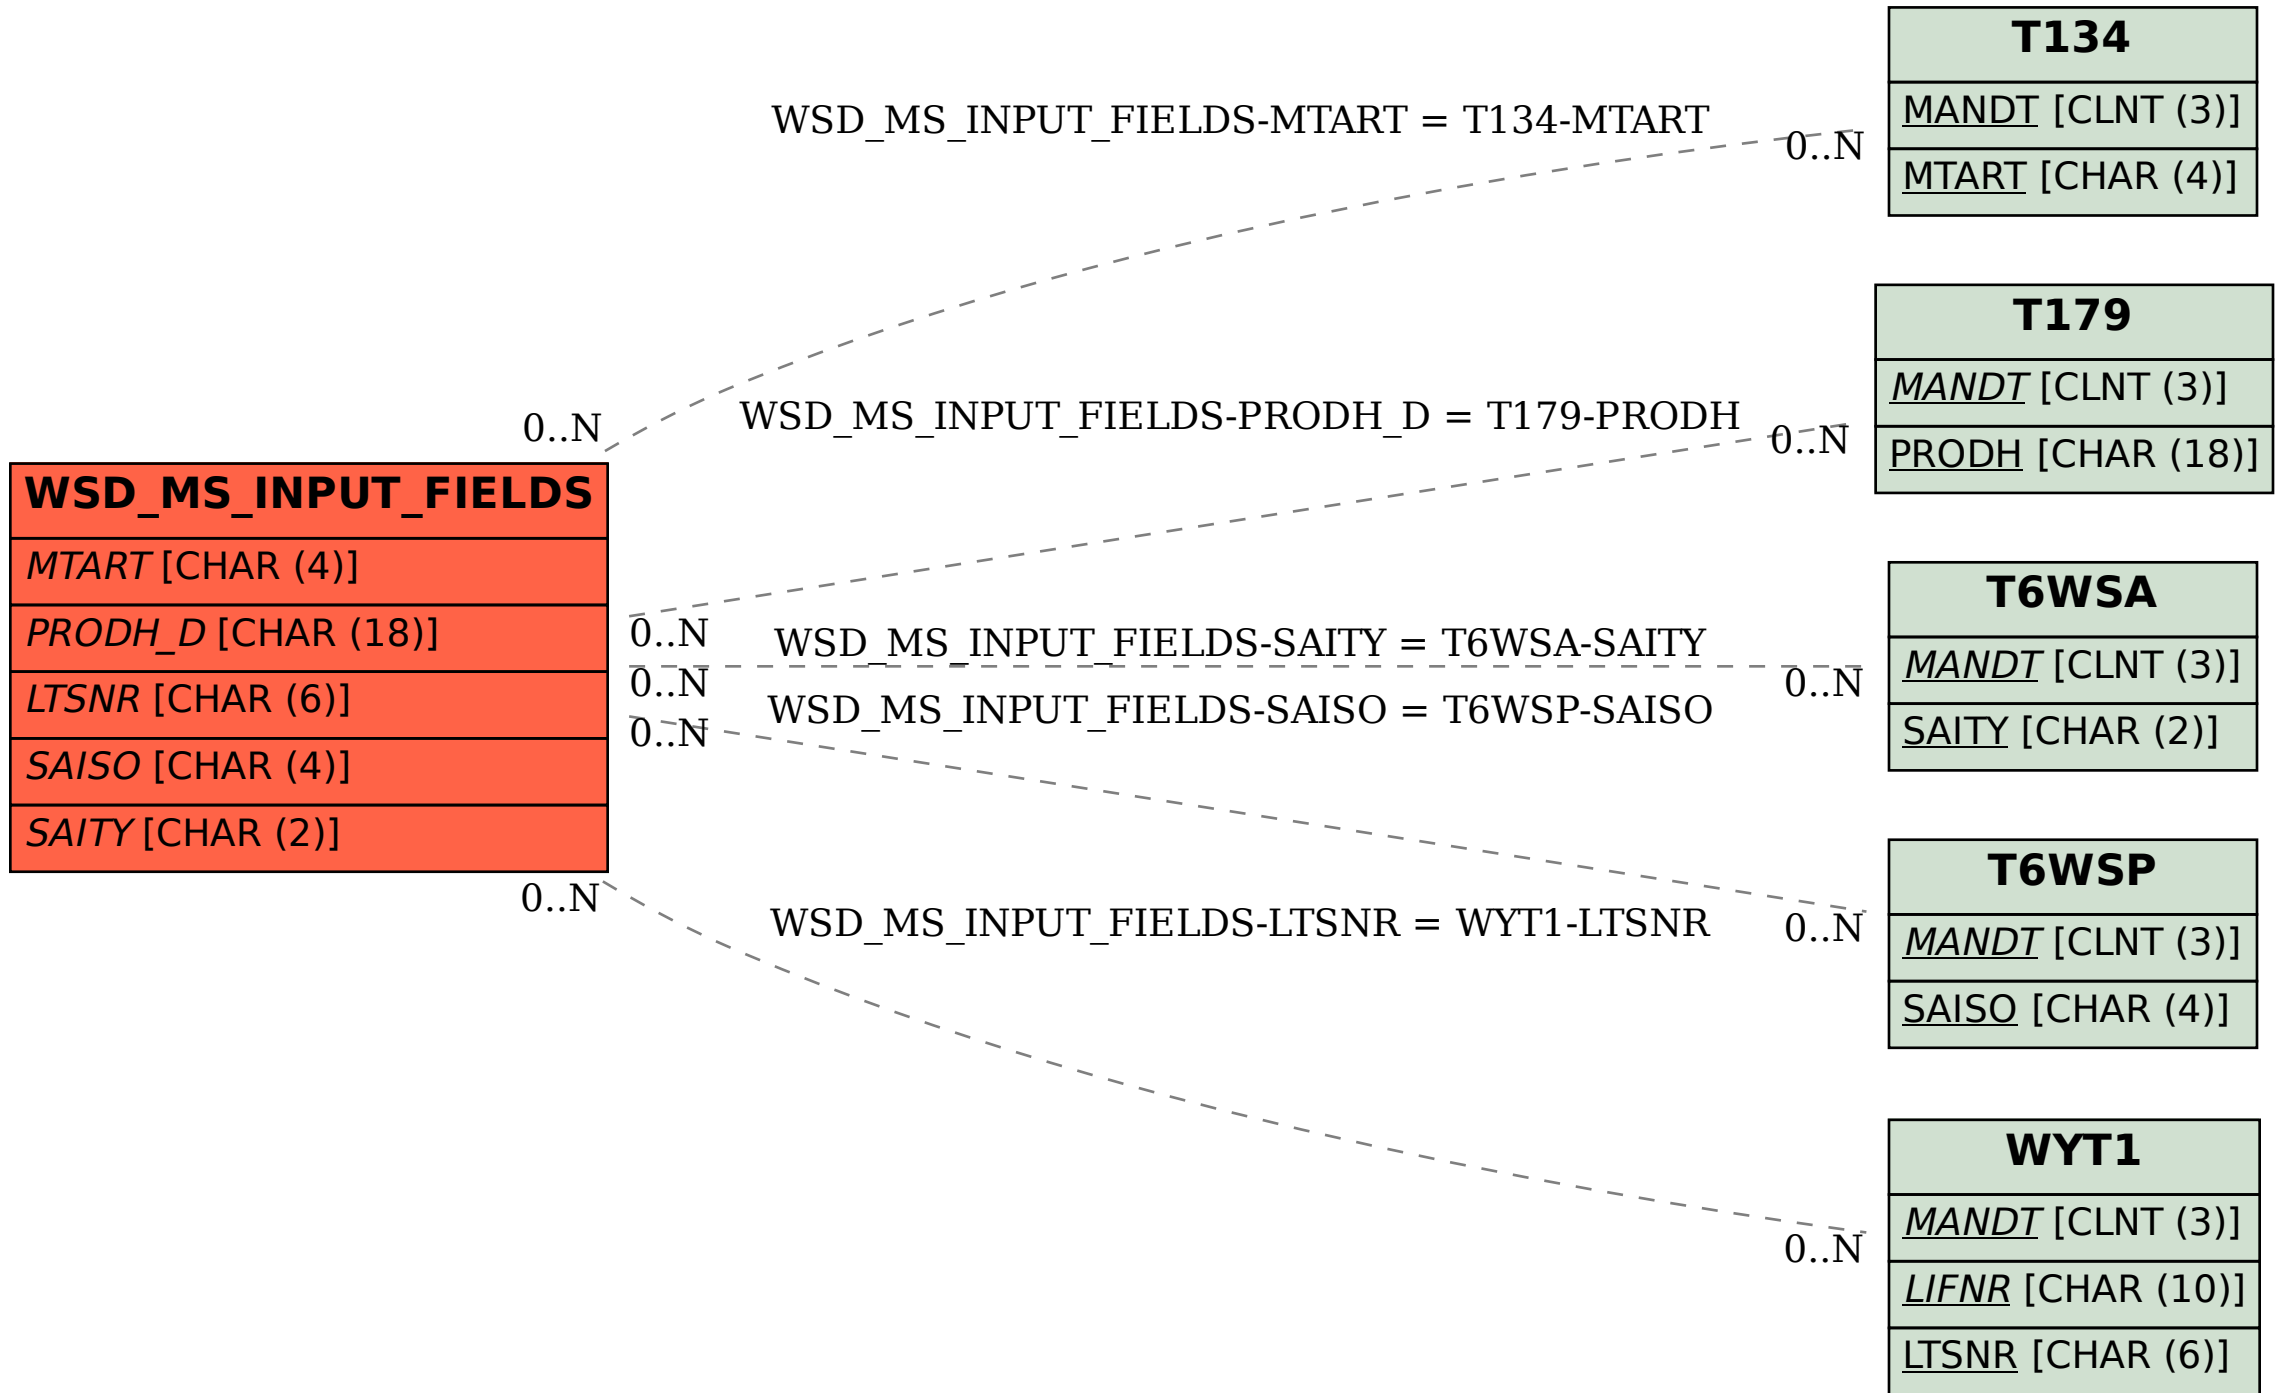 T134
MANDT [CLNT (3)]
MTART [CHAR (4)]
WSD_MS_INPUT_FIELDS-MTART = T134-MTART
0..N
0..N
T179
MANDT [CLNT (3)]
PRODH [CHAR (18)]
WSD_MS_INPUT_FIELDS-PRODH_D = T179-PRODH
0..N
0..N
WSD_MS_INPUT_FIELDS
MTART [CHAR (4)]
PRODH_D [CHAR (18)]
LTSNR [CHAR (6)]
SAISO [CHAR (4)]
SAITY [CHAR (2)]
WSD_MS_INPUT_FIELDS-SAITY = T6WSA-SAITY
0..N
0..N
T6WSA
MANDT [CLNT (3)]
SAITY [CHAR (2)]
WSD_MS_INPUT_FIELDS-SAISO = T6WSP-SAISO
0..N
0..N
T6WSP
MANDT [CLNT (3)]
SAISO [CHAR (4)]
WSD_MS_INPUT_FIELDS-LTSNR = WYT1-LTSNR
0..N
0..N
WYT1
MANDT [CLNT (3)]
LIFNR [CHAR (10)]
LTSNR [CHAR (6)]